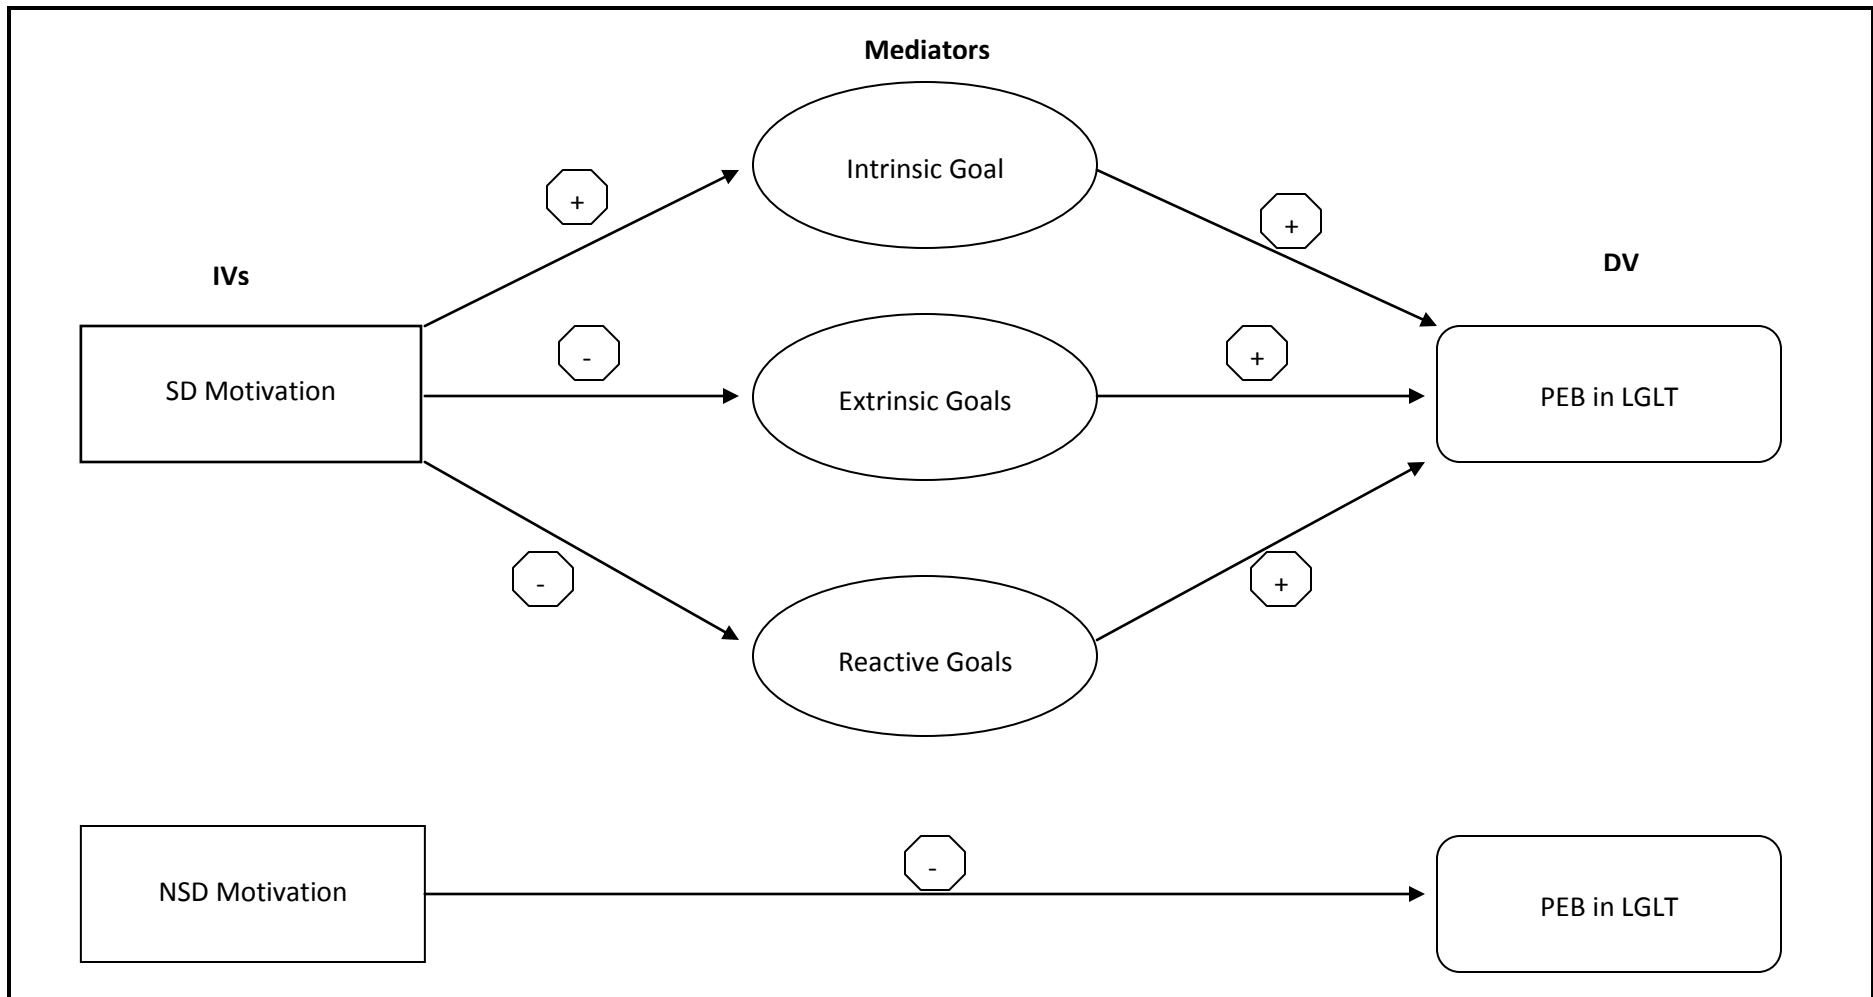 Mediators
Intrinsic Goal
+
+
IVs
DV
SD Motivation
-
Extrinsic Goals
+
PEB in LGLT
-
Reactive Goals
+
NSD Motivation
-
PEB in LGLT